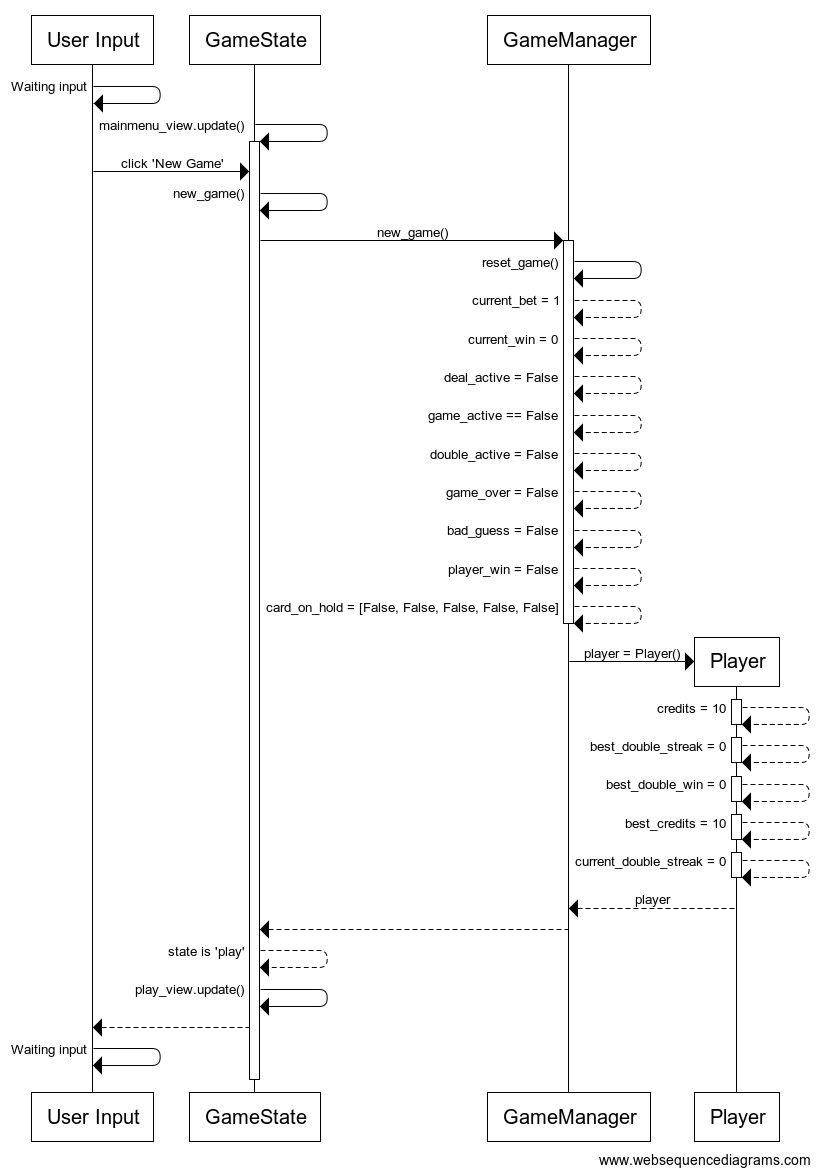 User Input
GameState
GameManager
Waiting input
mainmenu_view.update()
click 'New Game'
new_game()
new_game()
reset_game()
current_bet = 1
current_win = 0
deal_active = False
game_active == False
double_active = False
game_over = False
bad_guess = False
player_win = False
card_on_hold = [False, False, False, False, False]
player = Player()
Player
credits = 10
best_double_streak = 0
best_double_win = 0
best_credits = 10
current_double_streak = 0
player
state is 'play'
play_view.update()
Waiting input
User Input
GameState
GameManager
Player
www.websequencediagrams.com